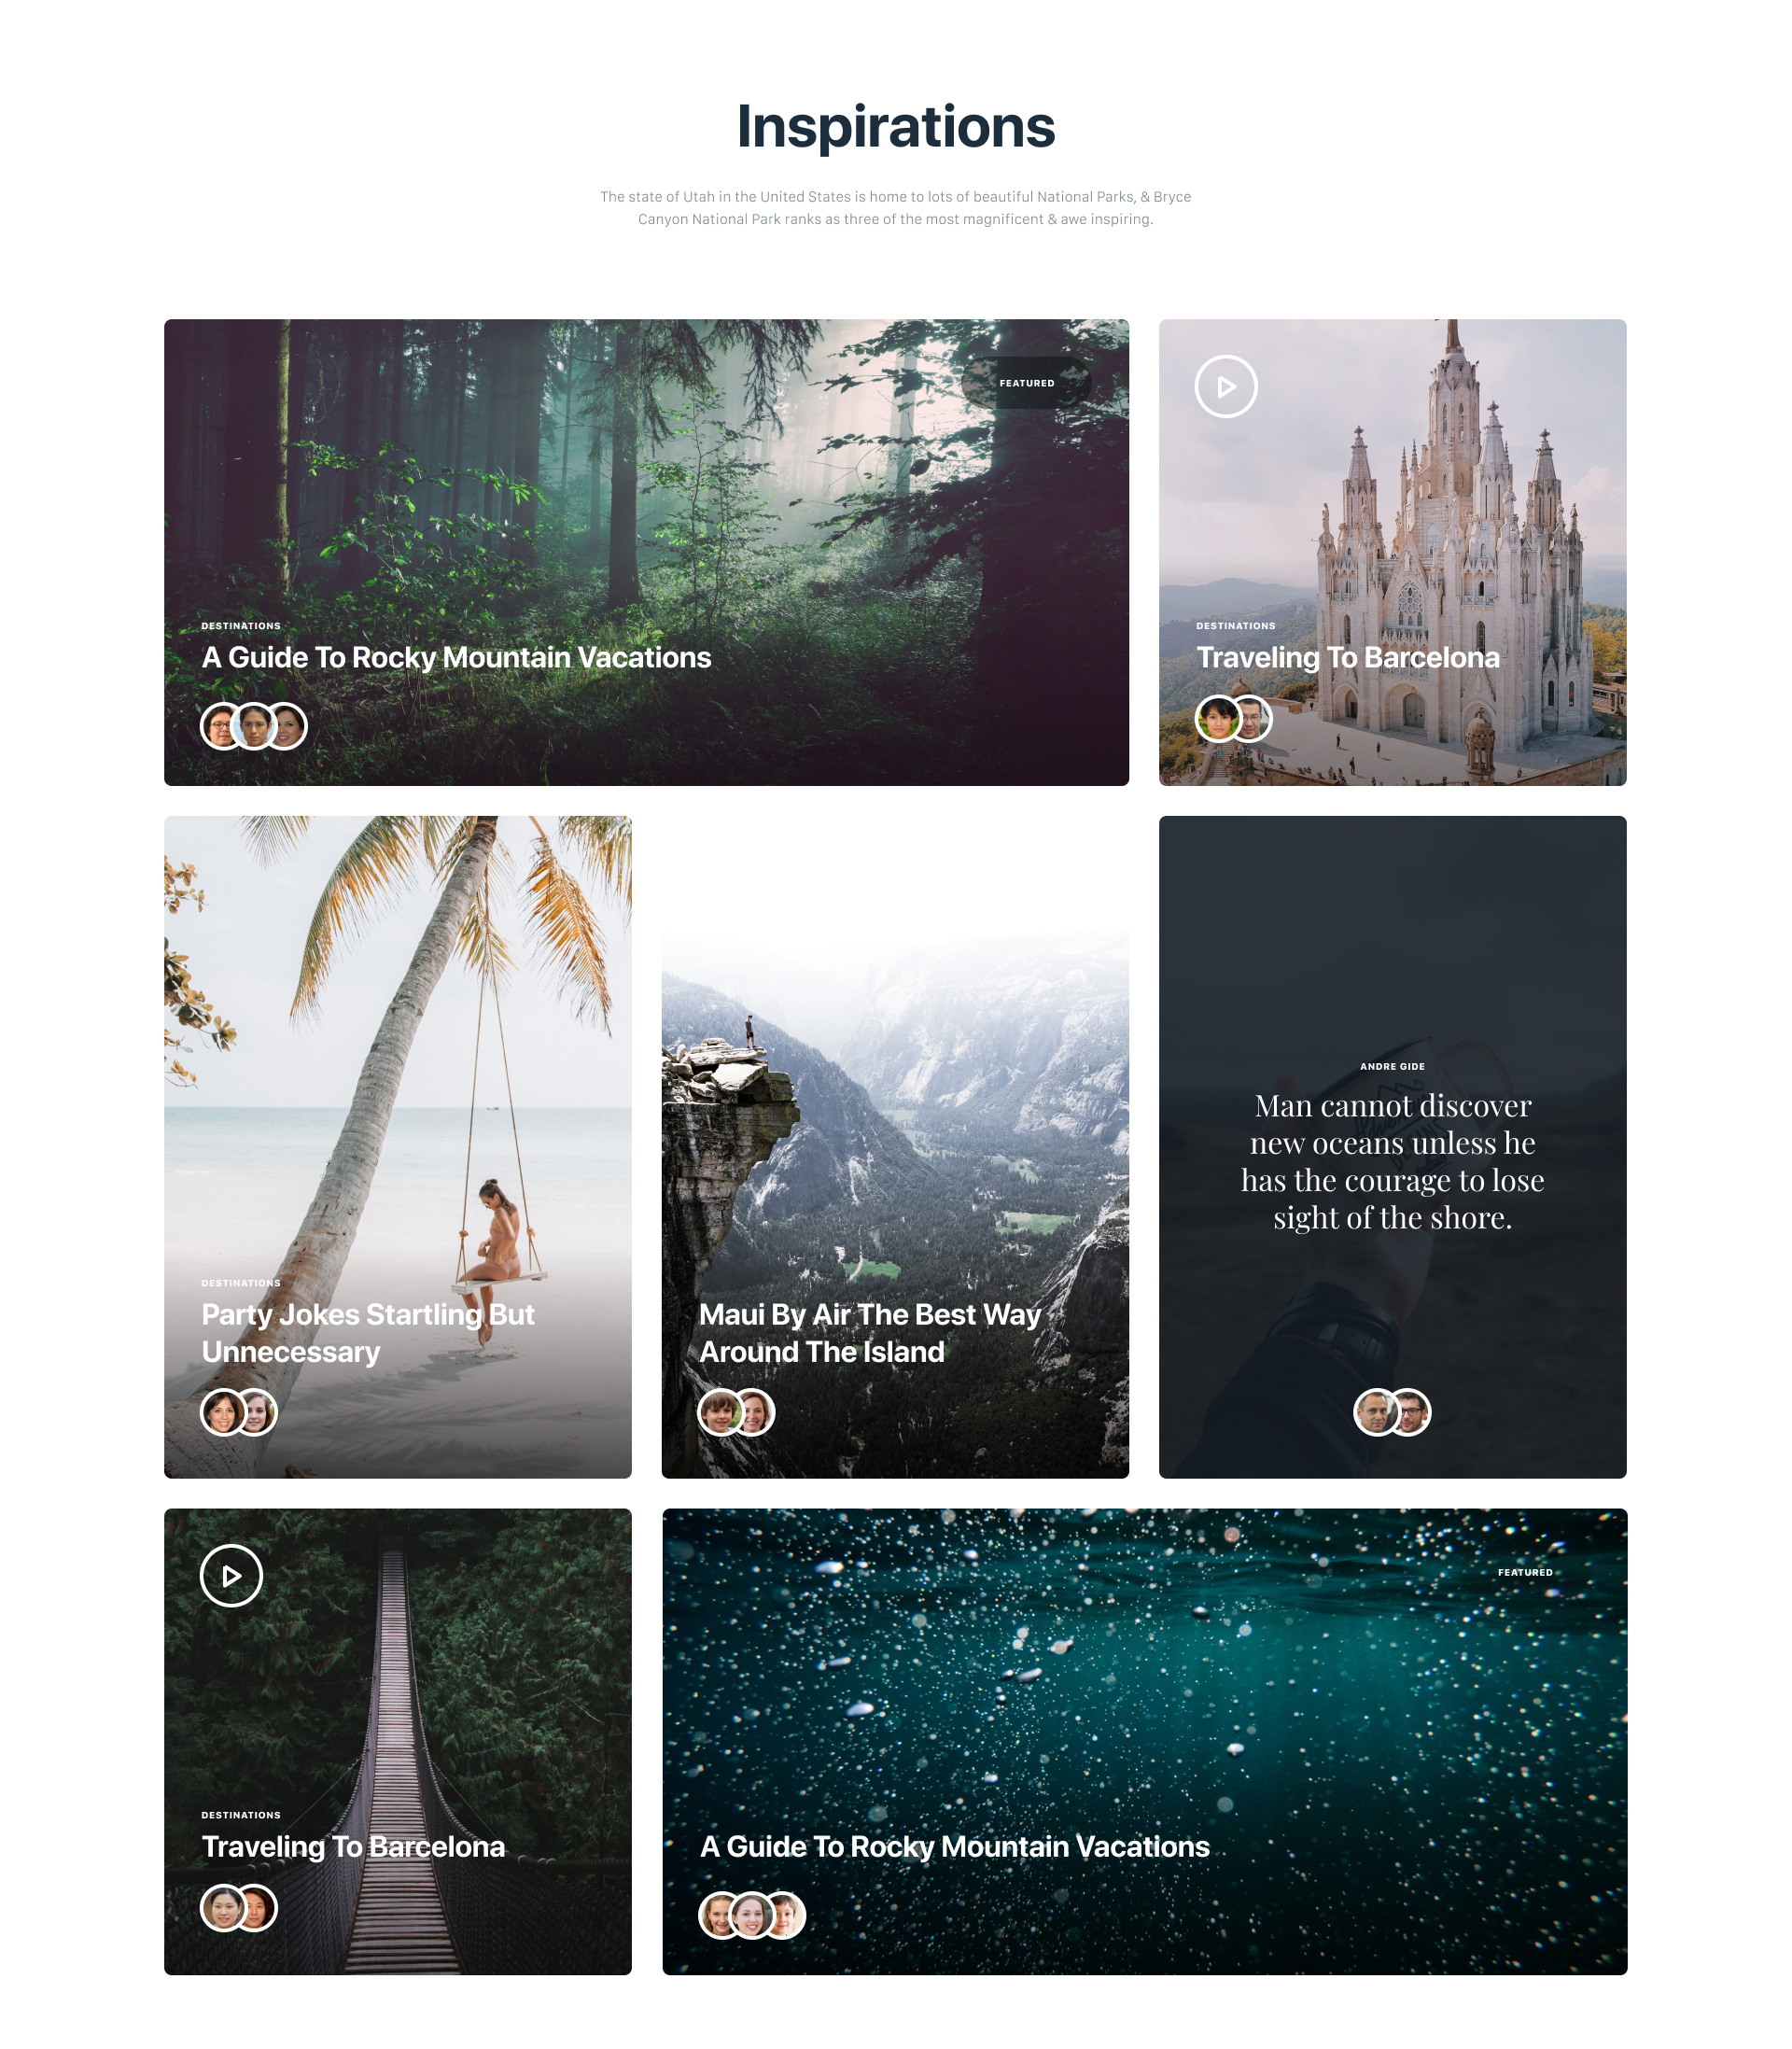 Inspirations
The state of Utah in the United States is home to lots of beautiful National Parks, & Bryce
Canyon National Park ranks as three of the most magnificent & awe inspiring.
FEATURED
DESTINATIONS
A Guide To Rocky Mountain Vacations
DESTINATIONS
Traveling To Barcelona
DESTINATIONS
Party Jokes Startling But
Unnecessary
Maui By Air The Best Way
Around The Island
ANDRE GIDE
Man cannot discover
new oceans unless he
has the courage to lose
sight of the shore.
DESTINATIONS
Traveling To Barcelona
FEATURED
A Guide To Rocky Mountain Vacations